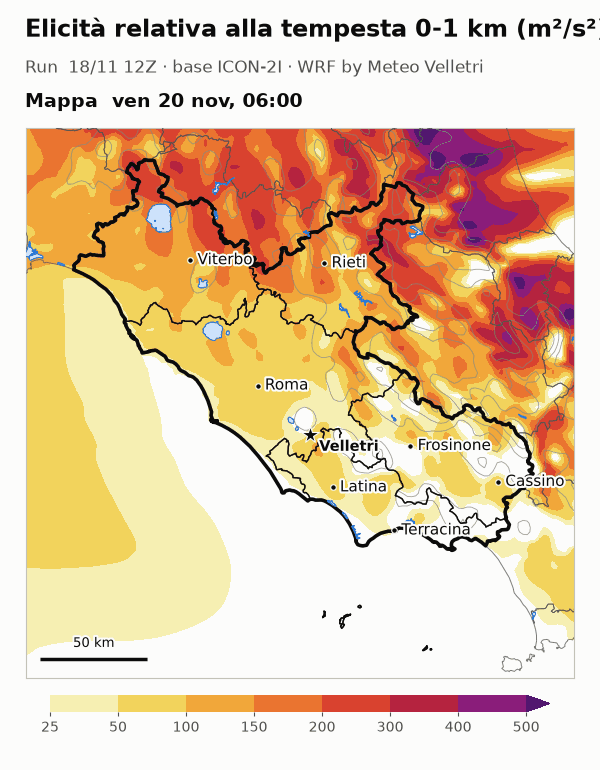 Elicità relativa alla tempesta 0-1 km (m²/s²)
Run 18/11 12Z · base ICON-2I · WRF by Meteo Velletri
Mappa ven 20 nov, 06:00
Viterbo
Rieti
Roma
Velletri
Frosinone
Cassino
Latina
Terracina
50 km
25 50 100 150 200 300 400 500